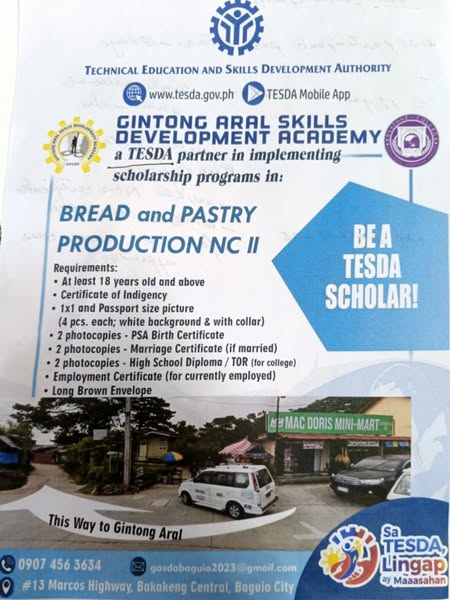 TECHNICAL EDUCATION AND SKILLS DEVELOPMENT AUTHORITY
www.tesda.gov.ph TESDA Mobile App
GINTONG ARAL SKILLS
DEVELOPMENT ACADEMY
a TESDA partner in implementing
scholarship programs in:
BREAD and PASTRY
PRODUCTION NC II
BE A
TESDA
SCHOLAR!
Requirements:
• At least 18 years old and above
• Certificate of Indigency
• 1x1 and Passport size picture
(4 pcs. each; white background & with collar)
• 2 photocopies - PSA Birth Certificate
• 2 photocopies - Marriage Certificate (if married)
• 2 photocopies - High School Diploma / TOR (for college)
• Employment Certificate (for currently employed)
• Long Brown Envelope
MAC DORIS MINI-MART
This Way to Gintong Aral
Sa
TESDA,
Lingap
ay Maaasahan
0907 456 3634
gasdabaguio2023@gmail.com
#13 Marcos Highway, Bakakeng Central, Baguio City